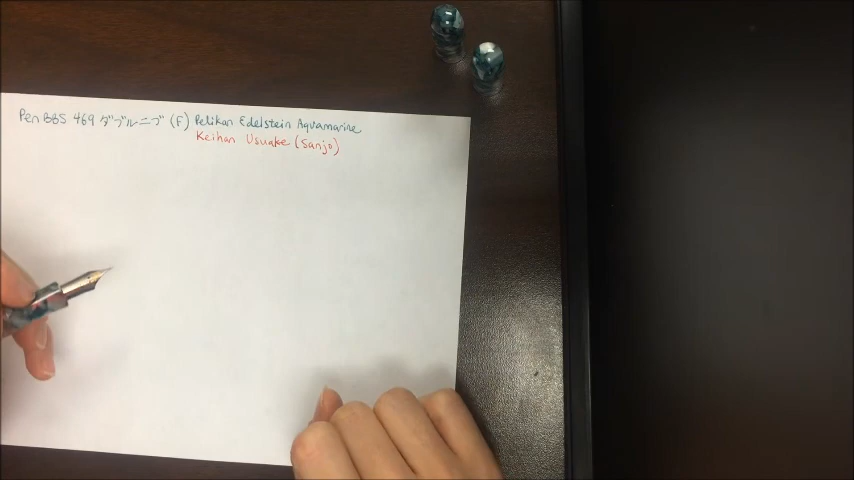 Pen BBS 469 ダブルニブ (F) Pelikan Edelstein Aquamarine
Keihan Usuake (Sanjo)